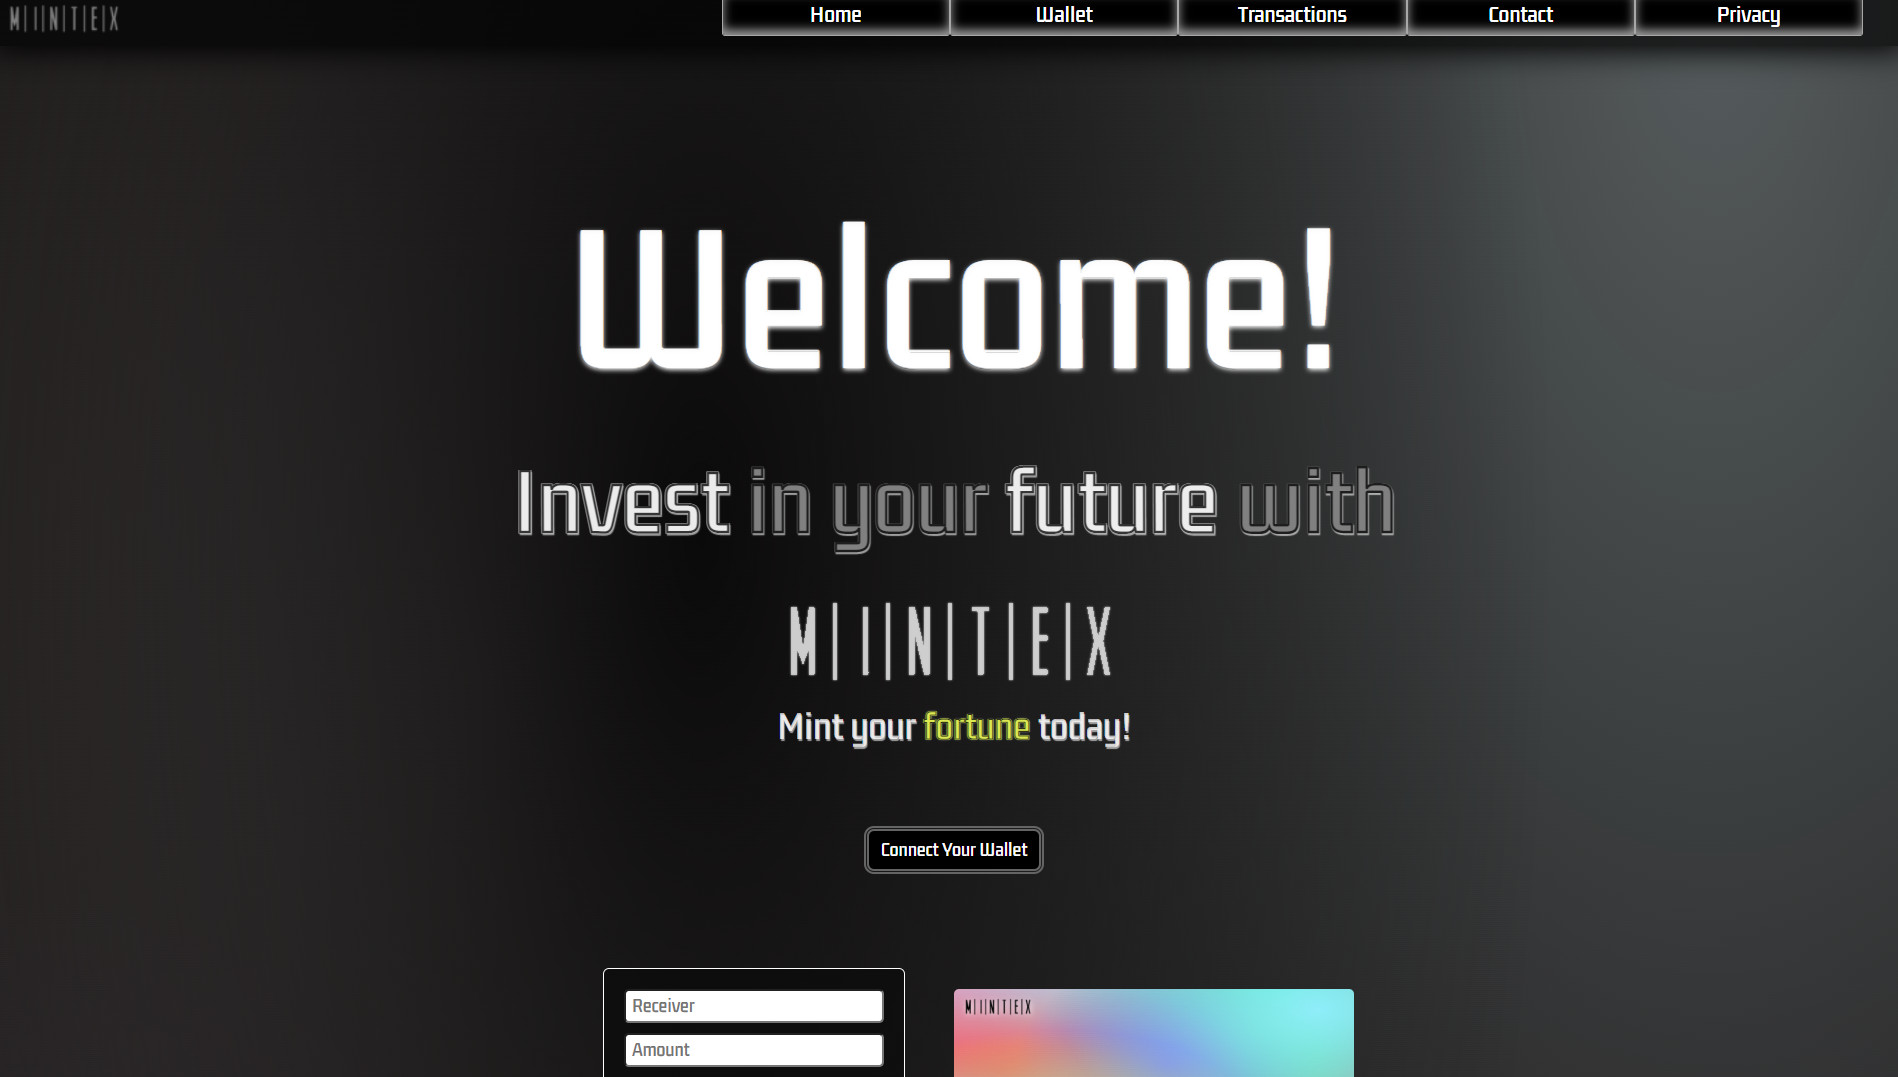 M|I|N|T|E|X
Home Wallet Transactions Contact Privacy
Welcome!
Invest in your future with
M|I|N|T|E|X
Mint your fortune today!
Connect Your Wallet
Receiver
Amount
M|I|N|T|E|X